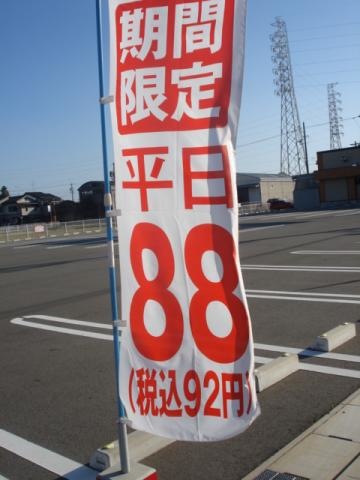 期間
限定
平日
88
(税込92円)